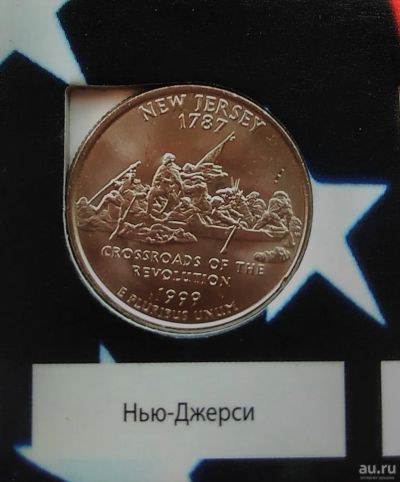 NEW JERSEY
1787
CROSSROADS OF THE
REVOLUTION
1999
E PLURIBUS UNUM
Нью-Джерси
au.ru